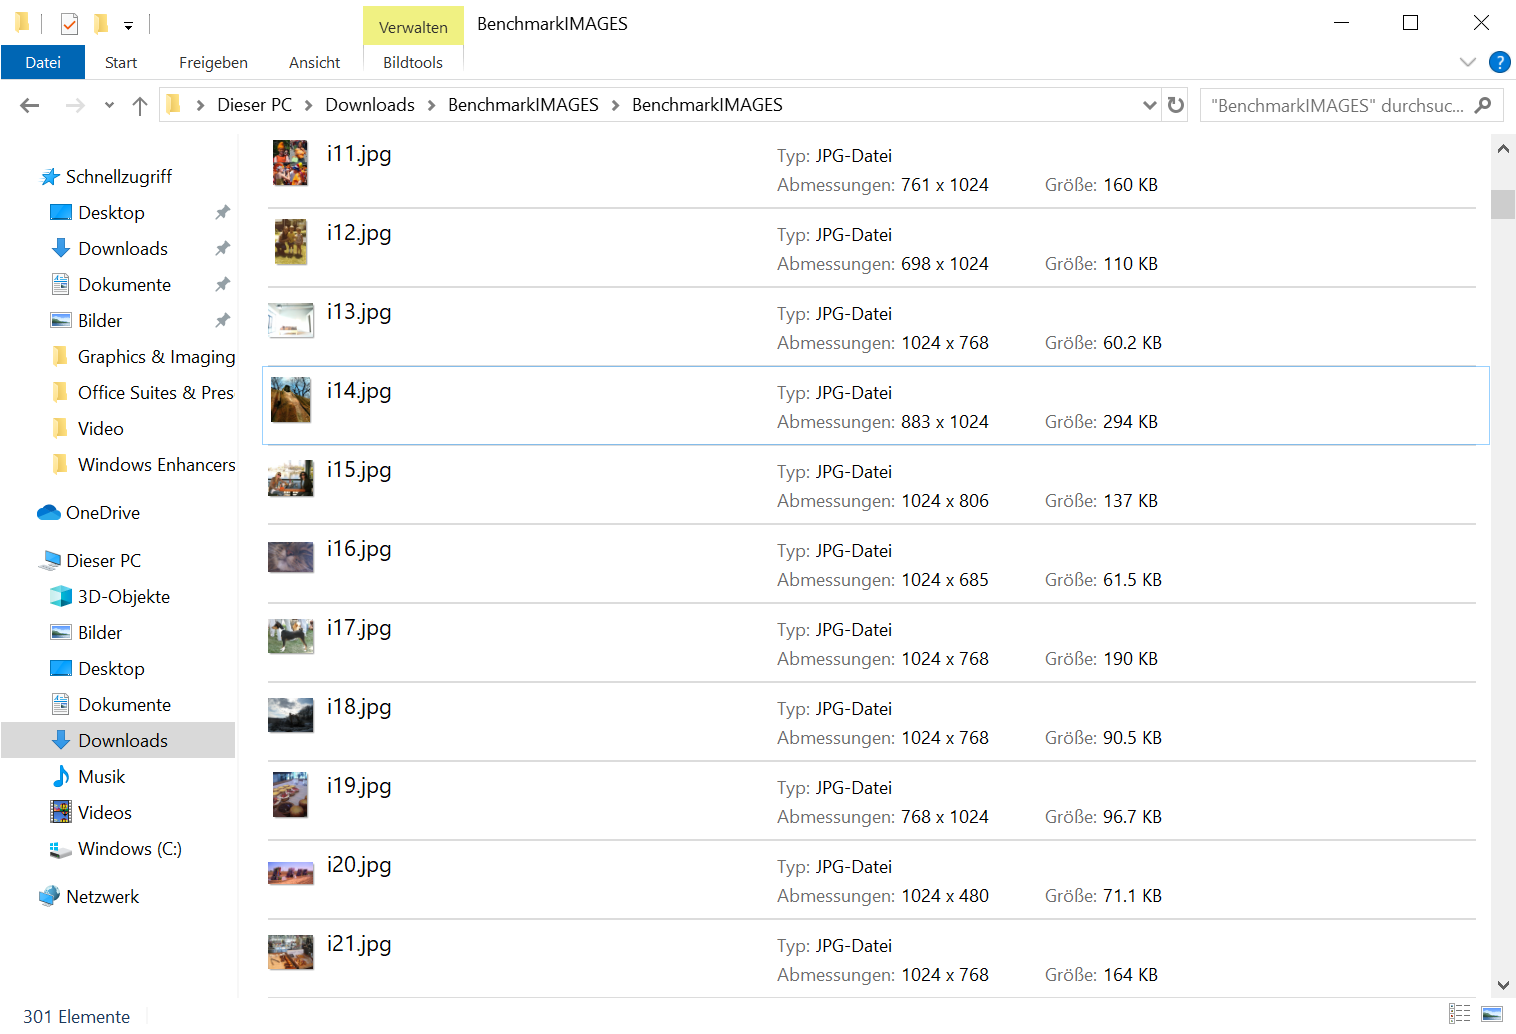 Verwalten
BenchmarkIMAGES
Datei
Start
Freigeben
Ansicht
Bildtools
?
Dieser PC
Downloads
BenchmarkIMAGES
BenchmarkIMAGES
"BenchmarkIMAGES" durchsuc...
Schnellzugriff
Desktop
Downloads
Dokumente
Bilder
Graphics & Imaging
Office Suites & Pres
Video
Windows Enhancers
OneDrive
Dieser PC
3D-Objekte
Bilder
Desktop
Dokumente
Downloads
Musik
Videos
Windows (C:)
Netzwerk
i11.jpg
Typ: JPG-Datei
Abmessungen: 761 x 1024
Größe: 160 KB
i12.jpg
Typ: JPG-Datei
Abmessungen: 698 x 1024
Größe: 110 KB
i13.jpg
Typ: JPG-Datei
Abmessungen: 1024 x 768
Größe: 60.2 KB
i14.jpg
Typ: JPG-Datei
Abmessungen: 883 x 1024
Größe: 294 KB
i15.jpg
Typ: JPG-Datei
Abmessungen: 1024 x 806
Größe: 137 KB
i16.jpg
Typ: JPG-Datei
Abmessungen: 1024 x 685
Größe: 61.5 KB
i17.jpg
Typ: JPG-Datei
Abmessungen: 1024 x 768
Größe: 190 KB
i18.jpg
Typ: JPG-Datei
Abmessungen: 1024 x 768
Größe: 90.5 KB
i19.jpg
Typ: JPG-Datei
Abmessungen: 768 x 1024
Größe: 96.7 KB
i20.jpg
Typ: JPG-Datei
Abmessungen: 1024 x 480
Größe: 71.1 KB
i21.jpg
Typ: JPG-Datei
Abmessungen: 1024 x 768
Größe: 164 KB
301 Elemente